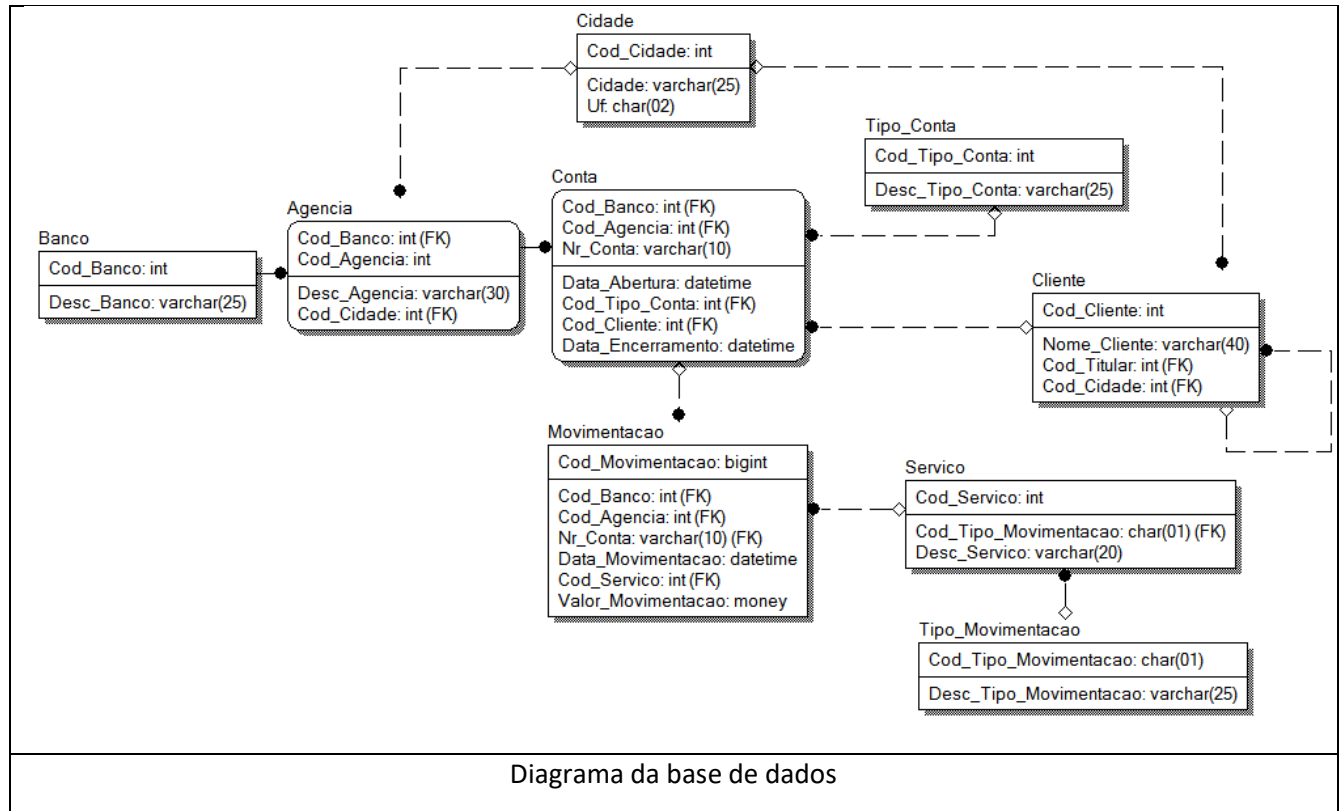 Cidade
Cod_Cidade: int
Cidade: varchar(25)
Uf: char(02)
Tipo_Conta
Cod_Tipo_Conta: int
Desc_Tipo_Conta: varchar(25)
Conta
Cod_Banco: int (FK)
Cod_Agencia: int (FK)
Nr_Conta: varchar(10)
Data_Abertura: datetime
Cod_Tipo_Conta: int (FK)
Cod_Cliente: int (FK)
Data_Encerramento: datetime
Agencia
Cod_Banco: int (FK)
Cod_Agencia: int
Desc_Agencia: varchar(30)
Cod_Cidade: int (FK)
Banco
Cod_Banco: int
Desc_Banco: varchar(25)
Cliente
Cod_Cliente: int
Nome_Cliente: varchar(40)
Cod_Titular: int (FK)
Cod_Cidade: int (FK)
Movimentacao
Cod_Movimentacao: bigint
Cod_Banco: int (FK)
Cod_Agencia: int (FK)
Nr_Conta: varchar(10) (FK)
Data_Movimentacao: datetime
Cod_Servico: int (FK)
Valor_Movimentacao: money
Servico
Cod_Servico: int
Cod_Tipo_Movimentacao: char(01) (FK)
Desc_Servico: varchar(20)
Tipo_Movimentacao
Cod_Tipo_Movimentacao: char(01)
Desc_Tipo_Movimentacao: varchar(25)
Diagrama da base de dados